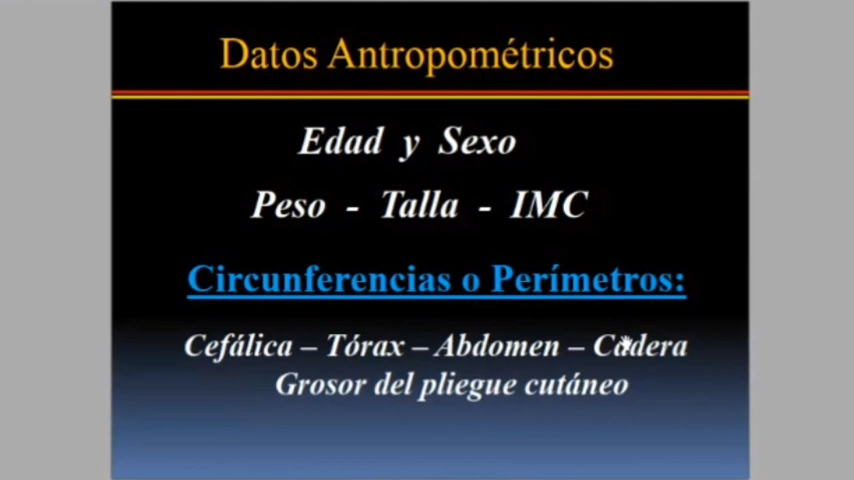 Datos Antropométricos
Edad y Sexo
Peso - Talla - IMC
Circunferencias o Perímetros:
Cefálica – Tórax – Abdomen – Cadera
Grosor del pliegue cutáneo